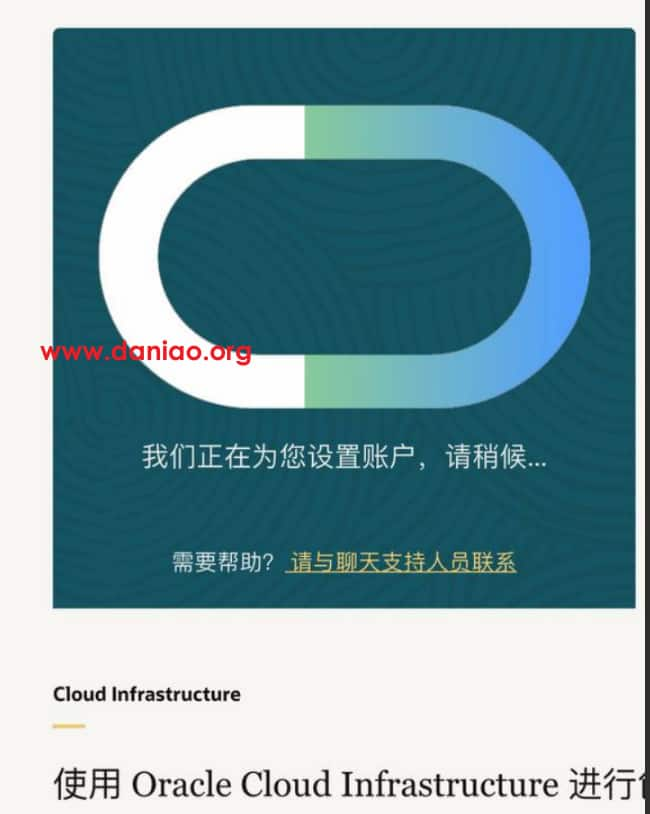 www.daniao.org
我们正在为您设置账户，请稍候...
需要帮助？ 请与聊天支持人员联系
Cloud Infrastructure
使用 Oracle Cloud Infrastructure 进行